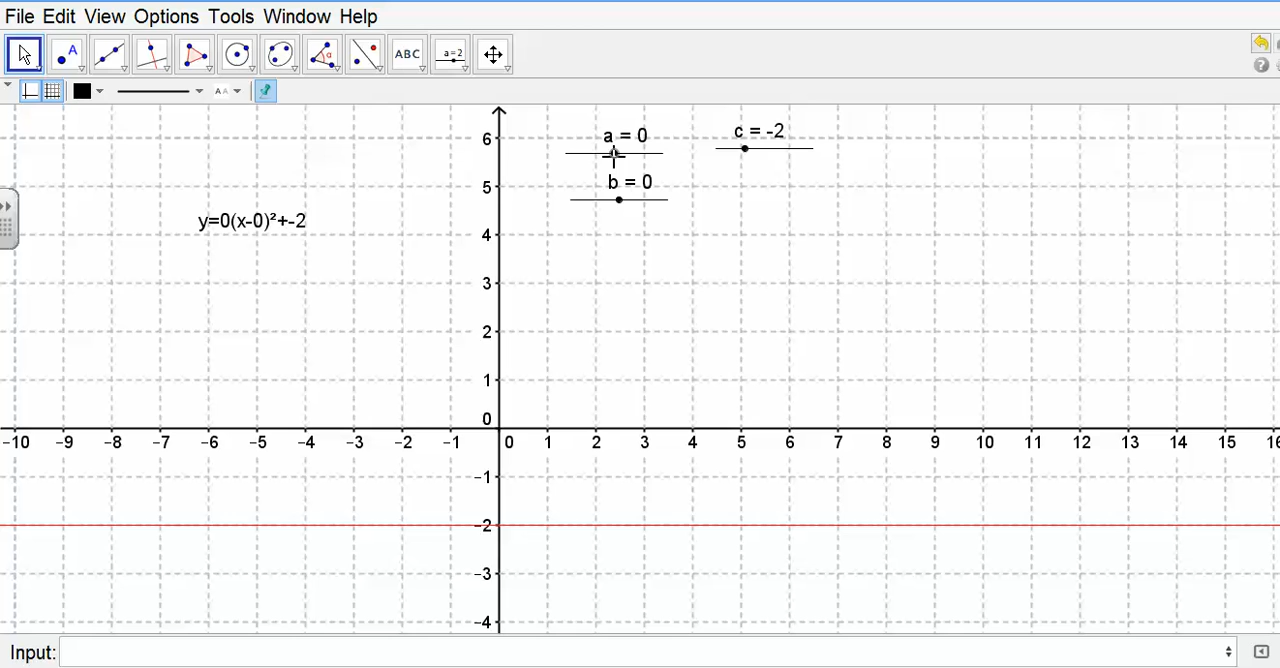 File Edit View Options Tools Window Help
A
α
ABC
a=2
A A
?
a = 0
c = -2
b = 0
y=0(x-0)²+-2
6
5
4
3
2
1
0
-10 -9 -8 -7 -6 -5 -4 -3 -2 -1 0 1 2 3 4 5 6 7 8 9 10 11 12 13 14 15 16
-1
-2
-3
-4
Input: